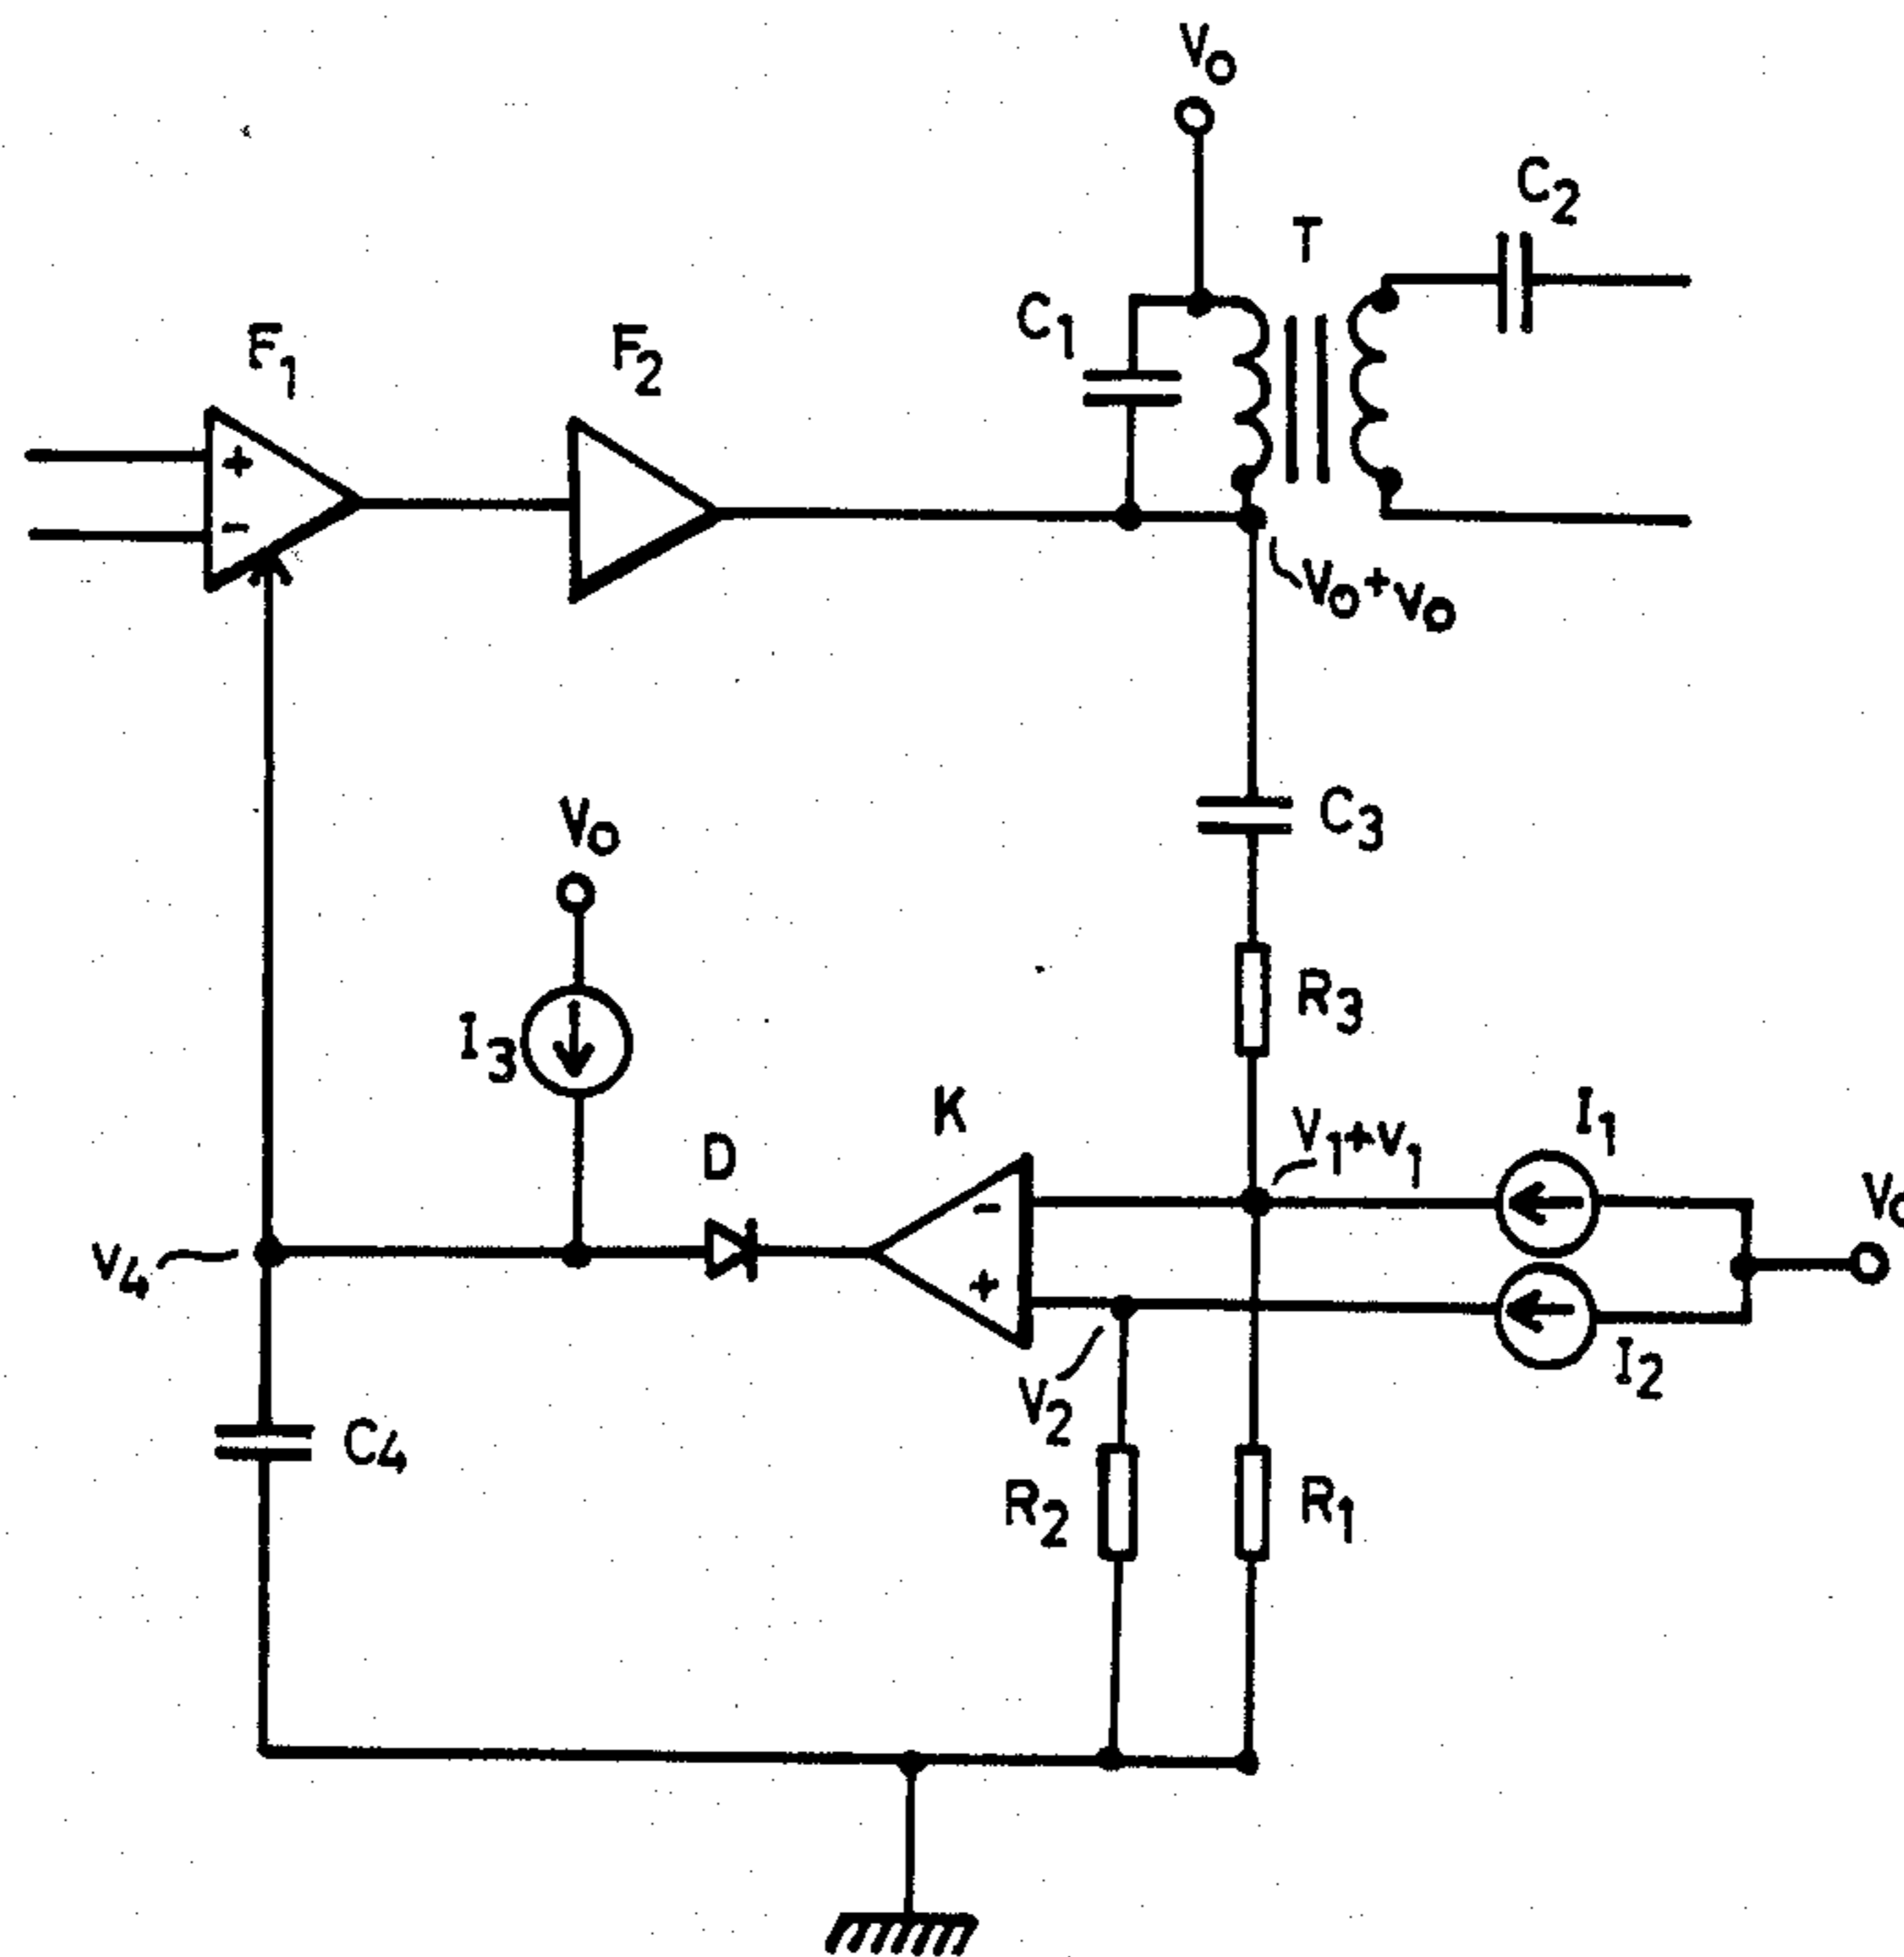 V₀
C₂
T
C₁
F₁
F₂
+
-
V₀+v₀
V₀
C₃
R₃
I₃
K
V₁+v₁
I₁
D
V₀
-
V₄
+
I₂
V₂
C₄
R₂
R₁